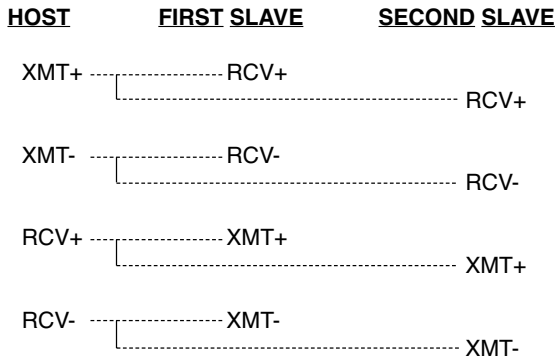 HOST FIRST SLAVE SECOND SLAVE
XMT+ RCV+
RCV+
XMT- RCV-
RCV-
RCV+ XMT+
XMT+
RCV- XMT-
XMT-